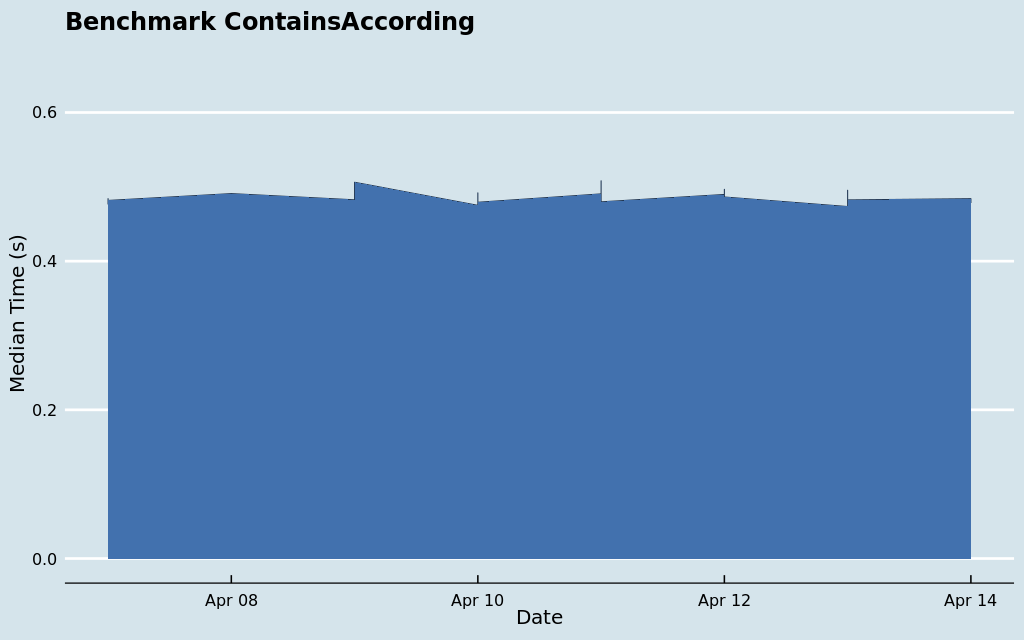 Benchmark ContainsAccording
0.6
0.4
0.2
0.0
Median Time (s)
Apr 08
Apr 10
Apr 12
Apr 14
Date